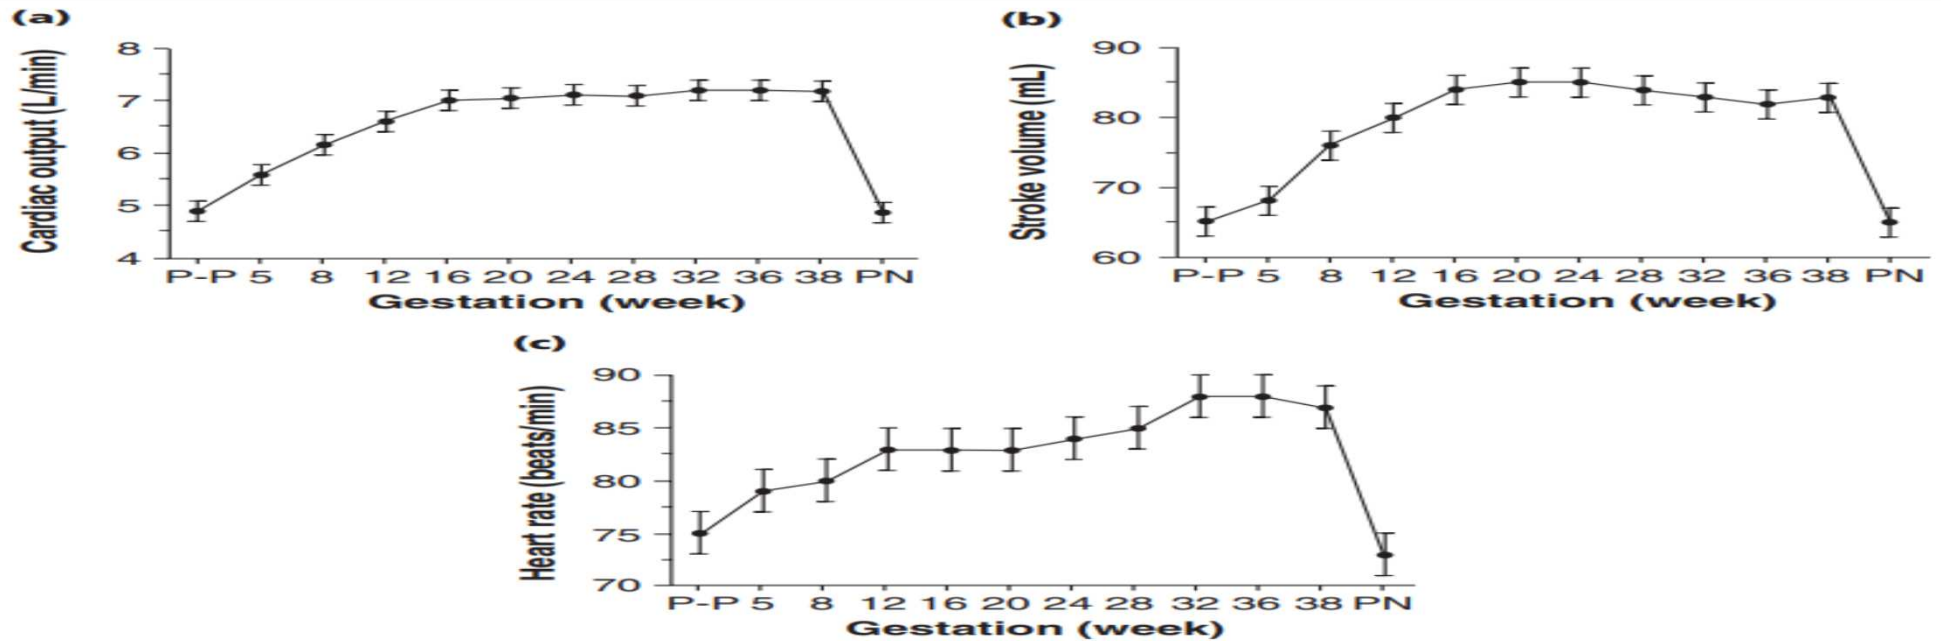 (a)
Cardiac output (L/min)
8
7
6
5
4
P-P 5 8 12 16 20 24 28 32 36 38 PN
Gestation (week)
(b)
Stroke volume (mL)
90
80
70
60
P-P 5 8 12 16 20 24 28 32 36 38 PN
Gestation (week)
(c)
Heart rate (beats/min)
90
85
80
75
70
P-P 5 8 12 16 20 24 28 32 36 38 PN
Gestation (week)